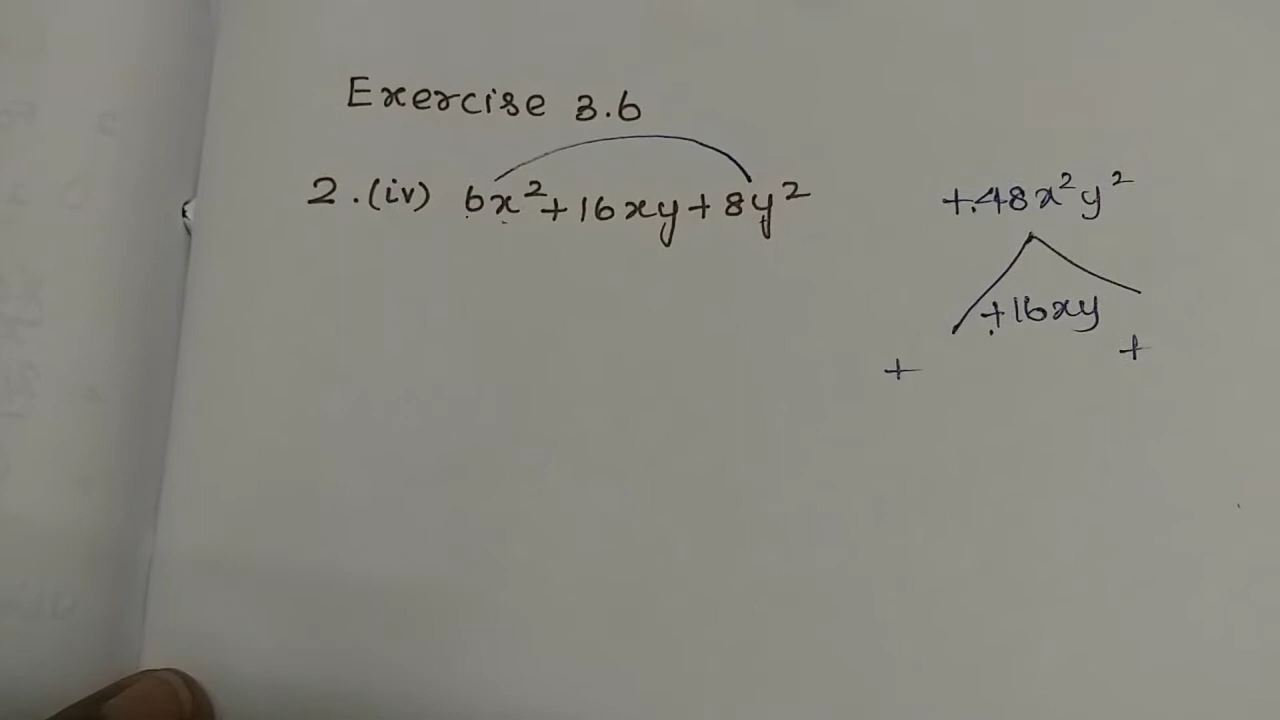 Exercise 3.6
2.(iv) 6x²+16xy+8y²
+48x²y²
+16xy
+ +